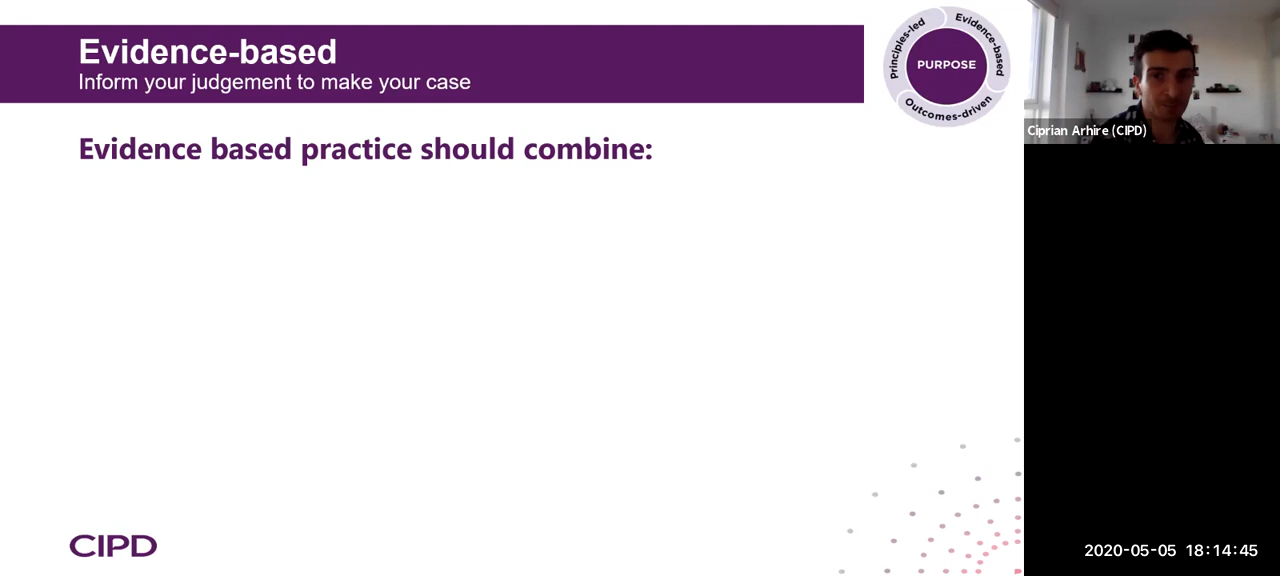 Evidence-based
Inform your judgement to make your case
Principles-led
Evidence-based
PURPOSE
Outcomes-driven
Ciprian Arhire (CIPD)
Evidence based practice should combine:
CIPD
2020-05-05 18:14:45